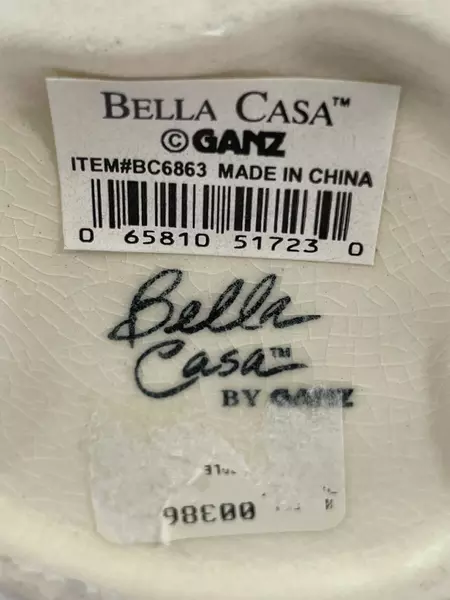 BELLA CASA™
©GANZ
ITEM#BC6863 MADE IN CHINA
0 65810 51723 0
Bella
Casa™
BY GANZ
00386